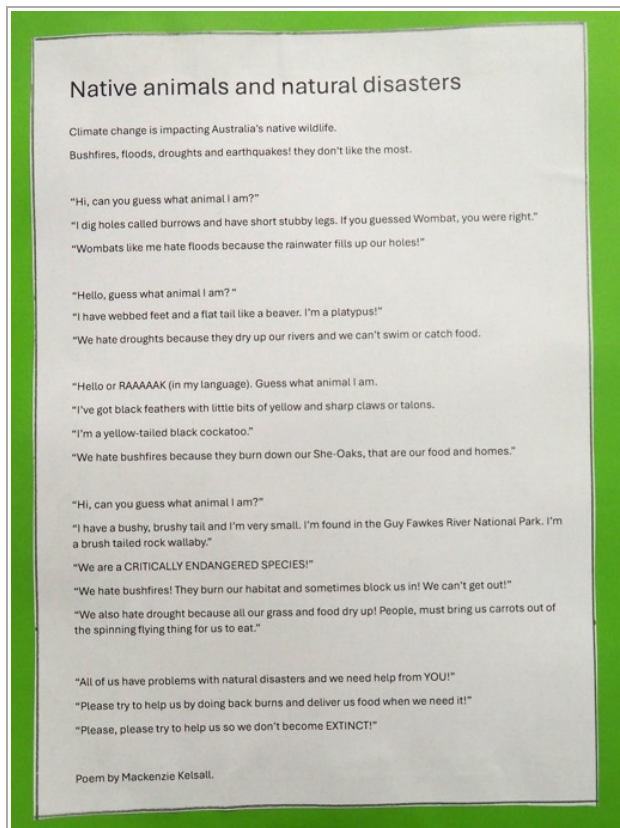 Native animals and natural disasters
Climate change is impacting Australia's native wildlife.
Bushfires, floods, droughts and earthquakes! they don't like the most.
“Hi, can you guess what animal I am?”
“I dig holes called burrows and have short stubby legs. If you guessed Wombat, you were right.”
“Wombats like me hate floods because the rainwater fills up our holes!”
“Hello, guess what animal I am? ”
“I have webbed feet and a flat tail like a beaver. I'm a platypus!”
“We hate droughts because they dry up our rivers and we can't swim or catch food.
“Hello or RAAAAAK (in my language). Guess what animal I am.
“I've got black feathers with little bits of yellow and sharp claws or talons.
“I'm a yellow-tailed black cockatoo.”
“We hate bushfires because they burn down our She-Oaks, that are our food and homes.”
“Hi, can you guess what animal I am?”
“I have a bushy, brushy tail and I'm very small. I'm found in the Guy Fawkes River National Park. I'm
a brush tailed rock wallaby.”
“We are a CRITICALLY ENDANGERED SPECIES!”
“We hate bushfires! They burn our habitat and sometimes block us in! We can't get out!”
“We also hate drought because all our grass and food dry up! People, must bring us carrots out of
the spinning flying thing for us to eat.”
“All of us have problems with natural disasters and we need help from YOU!”
“Please try to help us by doing back burns and deliver us food when we need it!”
“Please, please try to help us so we don't become EXTINCT!”
Poem by Mackenzie Kelsall.